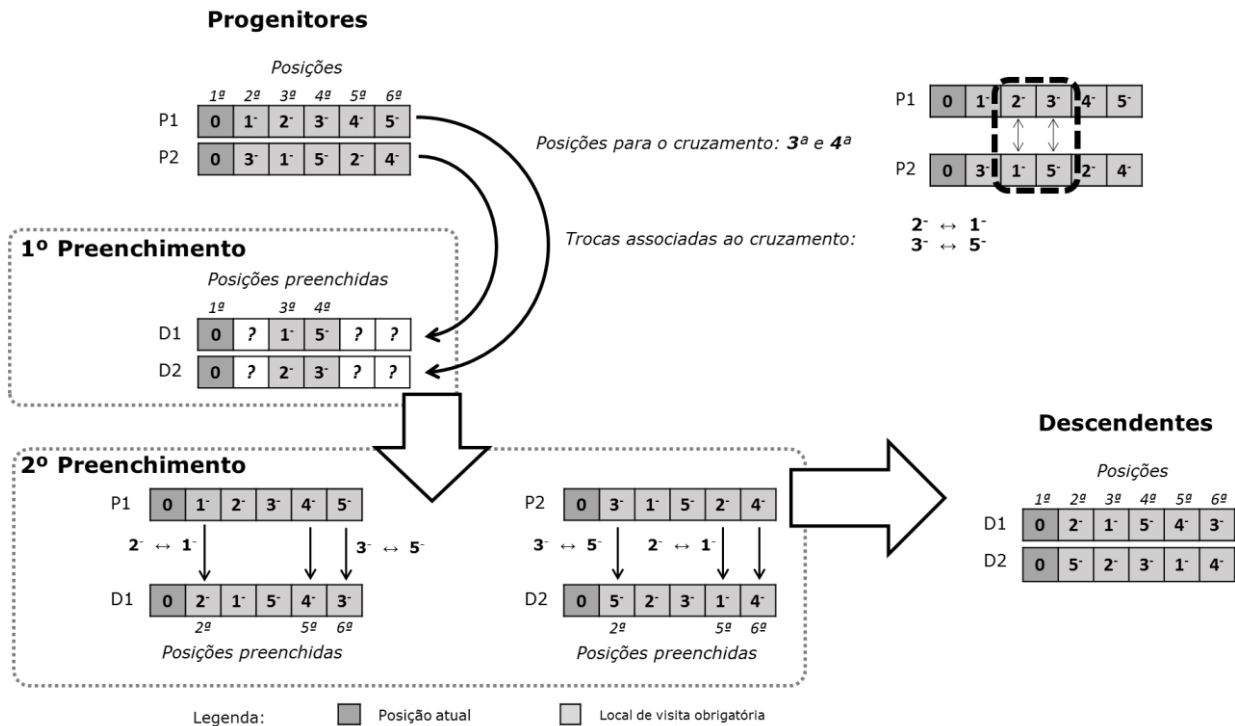 Progenitores
Posições
1ª 2ª 3ª 4ª 5ª 6ª
P1 0 1⁻ 2⁻ 3⁻ 4⁻ 5⁻
P2 0 3⁻ 1⁻ 5⁻ 2⁻ 4⁻
Posições para o cruzamento: 3ª e 4ª
P1 0 1⁻ 2⁻ 3⁻ 4⁻ 5⁻
P2 0 3⁻ 1⁻ 5⁻ 2⁻ 4⁻
Trocas associadas ao cruzamento:
2⁻ ↔ 1⁻
3⁻ ↔ 5⁻
1º Preenchimento
Posições preenchidas
1ª 3ª 4ª
D1 0 ? 1⁻ 5⁻ ? ?
D2 0 ? 2⁻ 3⁻ ? ?
2º Preenchimento
P1 0 1⁻ 2⁻ 3⁻ 4⁻ 5⁻
2⁻ ↔ 1⁻ 3⁻ ↔ 5⁻
D1 0 2⁻ 1⁻ 5⁻ 4⁻ 3⁻
2ª 5ª 6ª
Posições preenchidas
P2 0 3⁻ 1⁻ 5⁻ 2⁻ 4⁻
3⁻ ↔ 5⁻ 2⁻ ↔ 1⁻
D2 0 5⁻ 2⁻ 3⁻ 1⁻ 4⁻
2ª 5ª 6ª
Posições preenchidas
Descendentes
Posições
1ª 2ª 3ª 4ª 5ª 6ª
D1 0 2⁻ 1⁻ 5⁻ 4⁻ 3⁻
D2 0 5⁻ 2⁻ 3⁻ 1⁻ 4⁻
Legenda: Posição atual Local de visita obrigatória